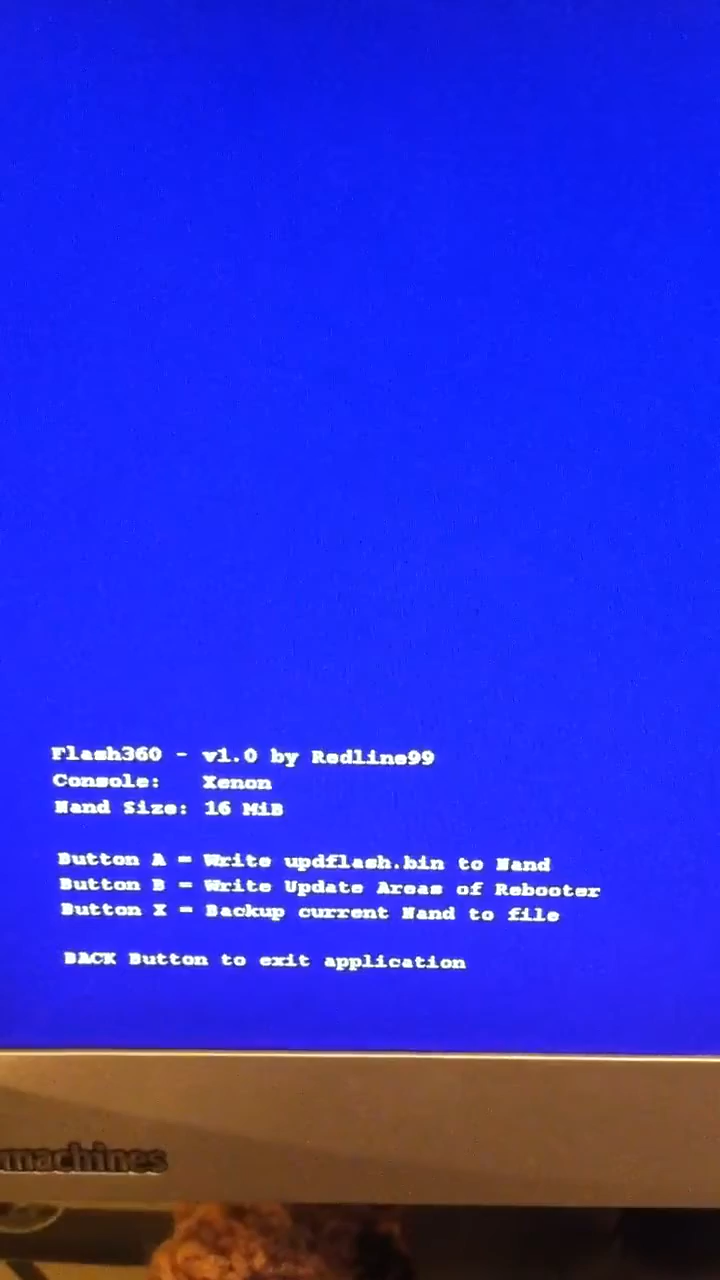 Flash360 - v1.0 by Redline99
Console: Xenon
Nand Size: 16 MiB
Button A = Write updflash.bin to Nand
Button B = Write Update Areas of Rebooter
Button X = Backup current Nand to file
BACK Button to exit application
machines